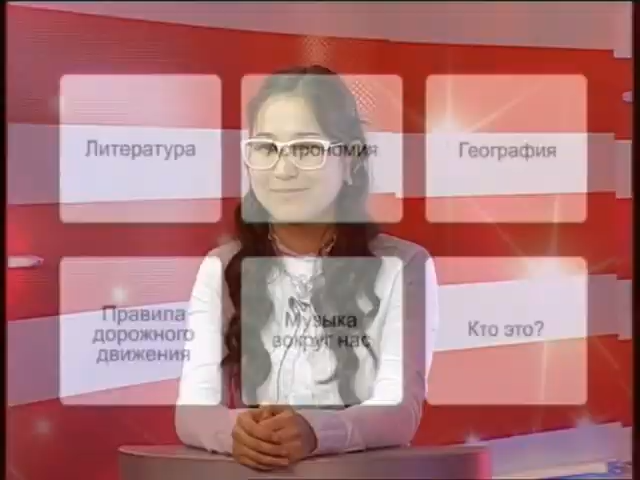 Литература
Астрономия
География
Правила
дорожного
движения
Музыка
вокруг нас
Кто это?